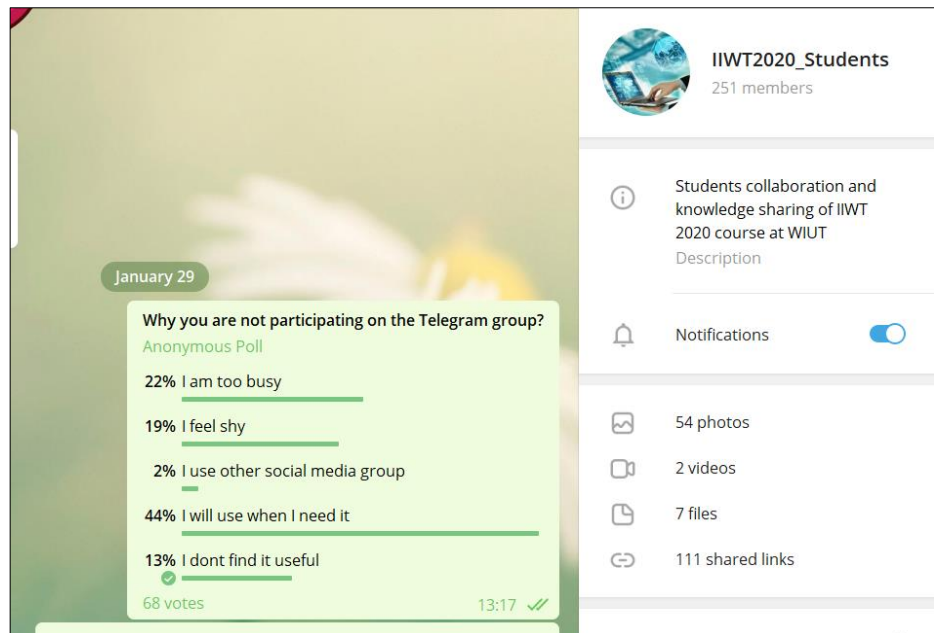 January 29
Why you are not participating on the Telegram group?
Anonymous Poll
22% I am too busy
19% I feel shy
2% I use other social media group
44% I will use when I need it
13% I dont find it useful
68 votes
13:17
IIWT2020_Students
251 members
Students collaboration and
knowledge sharing of IIWT
2020 course at WIUT
Description
Notifications
54 photos
2 videos
7 files
111 shared links